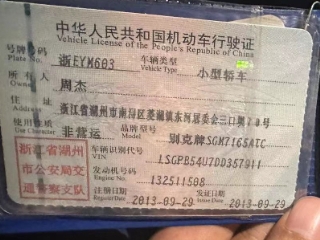 中华人民共和国机动车行驶证
Vehicle License of the People's Republic of China
号牌号码 浙EYM603 车辆类型 小型轿车
Plate No. Vehicle Type
所有人 周杰
Owner
住址 浙江省湖州市南浔区菱湖镇东河居委会三口期70号
Address
使用性质 非营运 品牌型号 别克牌SGM7165ATC
Use Character Model
浙江省湖州 车辆识别代号 LSGPB54U7DD357911
VIN
市公安局交 发动机号码 132511508
Engine No.
通警察支队 注册日期 2013-09-29 发证日期 2013-09-29
Register Date Issue Date